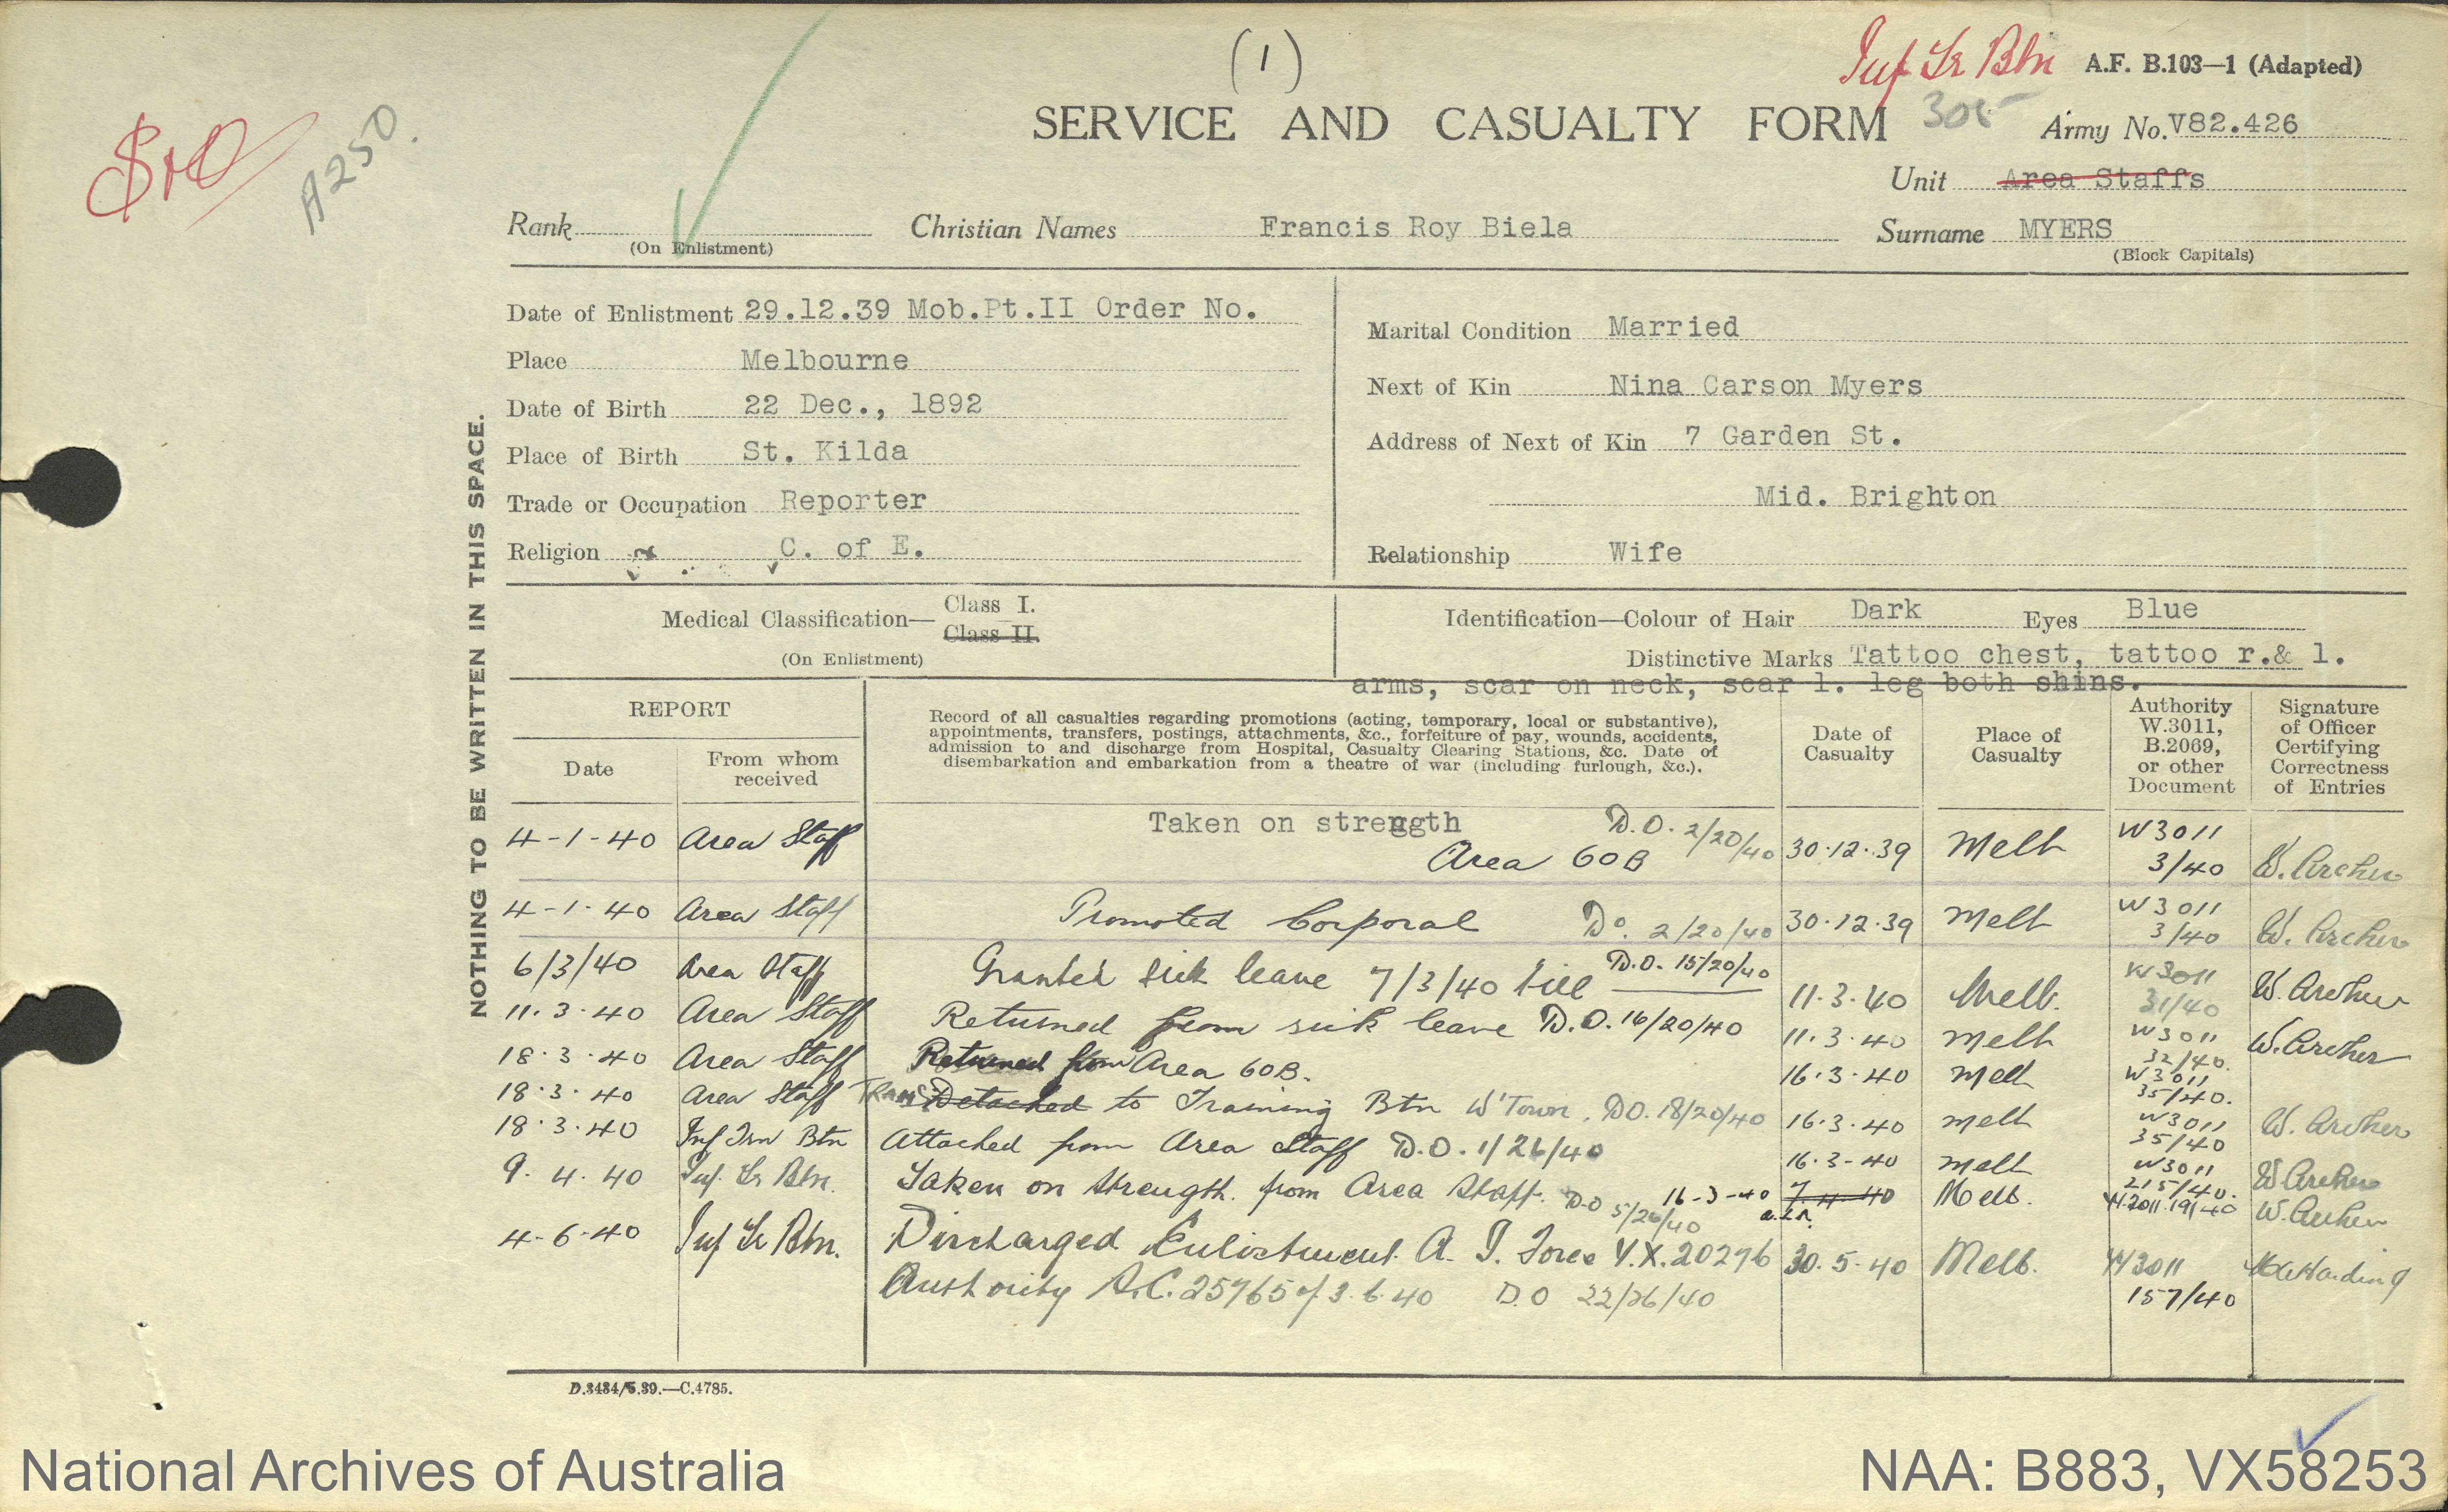 (1)
Inf Tr Btn A.F. B.103—1 (Adapted)
SERVICE AND CASUALTY FORM
Army No. V82.426
A250.
Unit Area Staffs
Rank (On Enlistment) Christian Names Francis Roy Biela Surname MYERS (Block Capitals)
NOTHING TO BE WRITTEN IN THIS SPACE.
Date of Enlistment 29.12.39 Mob.Pt.II Order No.
Place Melbourne
Date of Birth 22 Dec., 1892
Place of Birth St. Kilda
Trade or Occupation Reporter
Religion C. of E.
Marital Condition Married
Next of Kin Nina Carson Myers
Address of Next of Kin 7 Garden St.
Mid. Brighton
Relationship Wife
Medical Classification— Class I.
Class II.
(On Enlistment)
Identification—Colour of Hair Dark Eyes Blue
Distinctive Marks Tattoo chest, tattoo r.& l.
arms, scar on neck, scar l. leg both shins.
REPORT
Date
From whom received
Record of all casualties regarding promotions (acting, temporary, local or substantive),
appointments, transfers, postings, attachments, &c., forfeiture of pay, wounds, accidents,
admission to and discharge from Hospital, Casualty Clearing Stations, &c. Date of
disembarkation and embarkation from a theatre of war (including furlough, &c.).
Date of Casualty
Place of Casualty
Authority W.3011, B.2069, or other Document
Signature of Officer Certifying Correctness of Entries
4-1-40 Area Staff Taken on strength D.O. 2/20/40 Area 60B 30.12.39 Melb W3011 3/40 W. Archer
4-1-40 Area Staff Promoted Corporal Do. 2/20/40 30.12.39 Melb W3011 3/40 W. Archer
6/3/40 Area Staff Granted sick leave 7/3/40 till D.O. 15/20/40 11.3.40 Melb. W3011 31/40 W. Archer
11.3.40 Area Staff Returned from sick leave D.O. 16/20/40 11.3.40 Melb W3011 32/40. W. Archer
18.3.40 Area Staff Returned from Area 60B. 16.3.40 Melb W3011 35/40.
18.3.40 Area Staff TRANS Detached to Training Btn W'Town. DO. 18/20/40 16.3.40 Melb W3011 35/40 W. Archer
18.3.40 Inf Trn Btn Attached from Area Staff D.O. 1/26/40 16.3-40 Melb W3011 215/40. W Archer
9.4.40 Inf. Tr Btn. Taken on Strength. from Area Staff. D.O 5/26/40 16-3-40 7.4.40 Melb. W.3011.19/40 W. Archer
4-6-40 Inf Tr Btn. Discharged Enlistment A. I. Force V.X.20276 30.5.40 Melb. W3011 157/40
Authority A.C.25765 of 3.6.40 D.O 22/26/40
D.3484/5.39.—C.4785.
National Archives of Australia
NAA: B883, VX58253